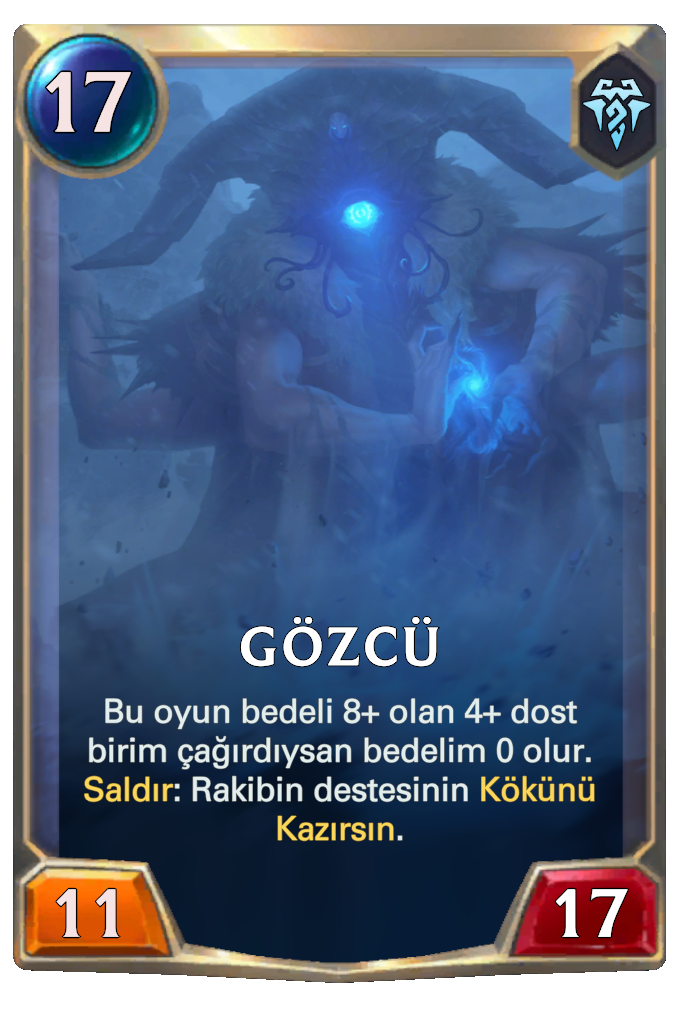 17
GÖZCÜ
Bu oyun bedeli 8+ olan 4+ dost
birim çağırdıysan bedelim 0 olur.
Saldır: Rakibin destesinin Kökünü
Kazırsın.
11
17